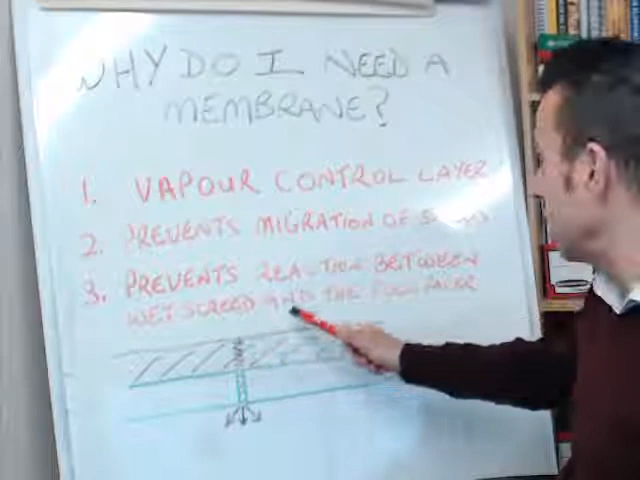 WHY DO I NEED A
MEMBRANE?
1. VAPOUR CONTROL LAYER
2. PREVENTS MIGRATION OF
3. PREVENTS REACTION BETWEEN
WET SCREED AND THE